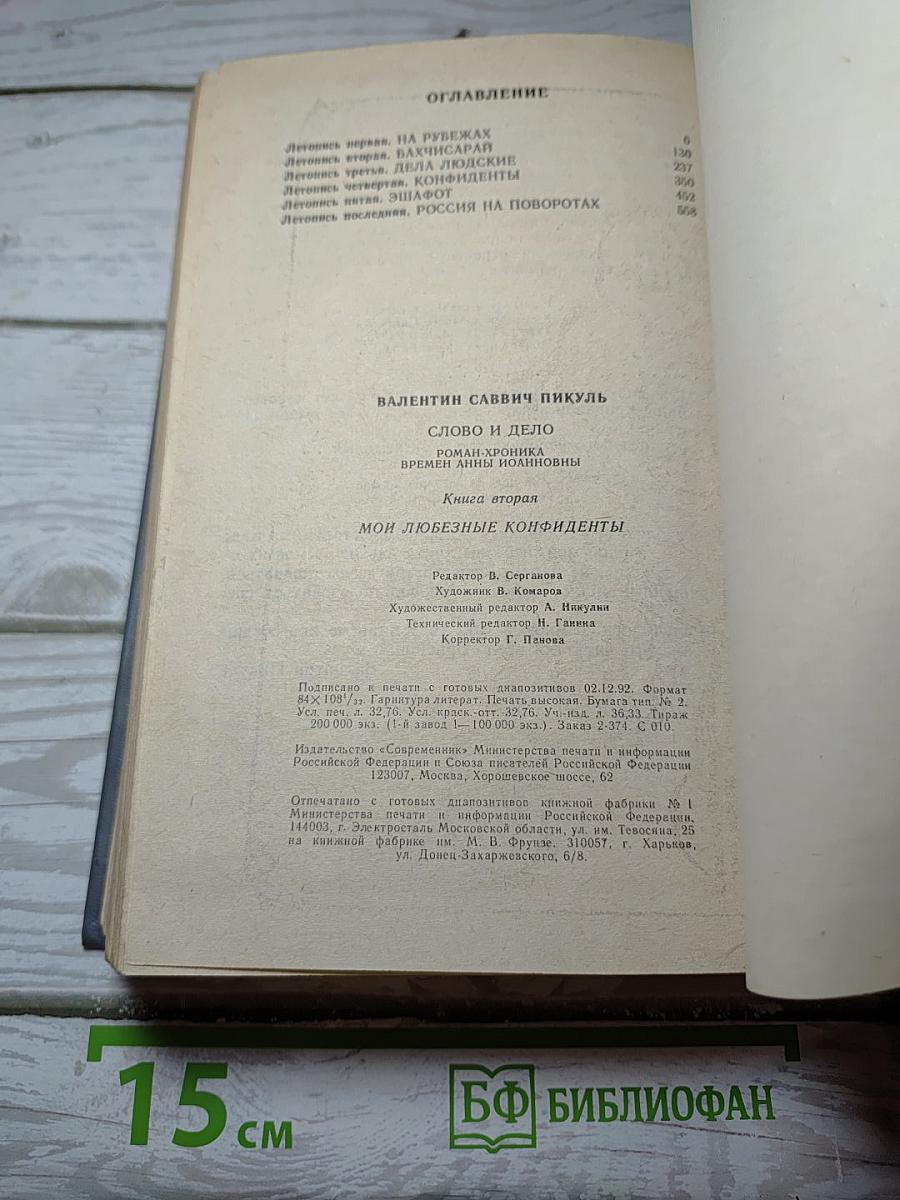 ОГЛАВЛЕНИЕ
Летопись первая. НА РУБЕЖАХ 6
Летопись вторая. БАХЧИСАРАЙ 130
Летопись третья. ДЕЛА ЛЮДСКИЕ 237
Летопись четвертая. КОНФИДЕНТЫ 350
Летопись пятая. ЭШАФОТ 452
Летопись последняя. РОССИЯ НА ПОВОРОТАХ 558
ВАЛЕНТИН САВВИЧ ПИКУЛЬ
СЛОВО И ДЕЛО
РОМАН-ХРОНИКА
ВРЕМЕН АННЫ ИОАННОВНЫ
Книга вторая
МОИ ЛЮБЕЗНЫЕ КОНФИДЕНТЫ
Редактор В. Серганова
Художник В. Комаров
Художественный редактор А. Никулин
Технический редактор Н. Ганина
Корректор Г. Панова
Подписано к печати с готовых диапозитивов 02.12.92. Формат
84×108¹/₃₂. Гарнитура литерат. Печать высокая. Бумага тип. № 2.
Усл. печ. л. 32,76. Усл. краск.-отт. 32,76. Уч.-изд. л. 36,33. Тираж
200 000 экз. (1-й завод 1—100 000 экз.). Заказ 2-374. С 010.
Издательство «Современник» Министерства печати и информации
Российской Федерации и Союза писателей Российской Федерации
123007, Москва, Хорошевское шоссе, 62
Отпечатано с готовых диапозитивов книжной фабрики № 1
Министерства печати и информации Российской Федерации,
144003, г. Электросталь Московской области, ул. им. Тевосяна, 25
на книжной фабрике им. М. В. Фрунзе. 310057, г. Харьков,
ул. Донец-Захаржевского, 6/8.
15 см
БФ БИБЛИОФАН